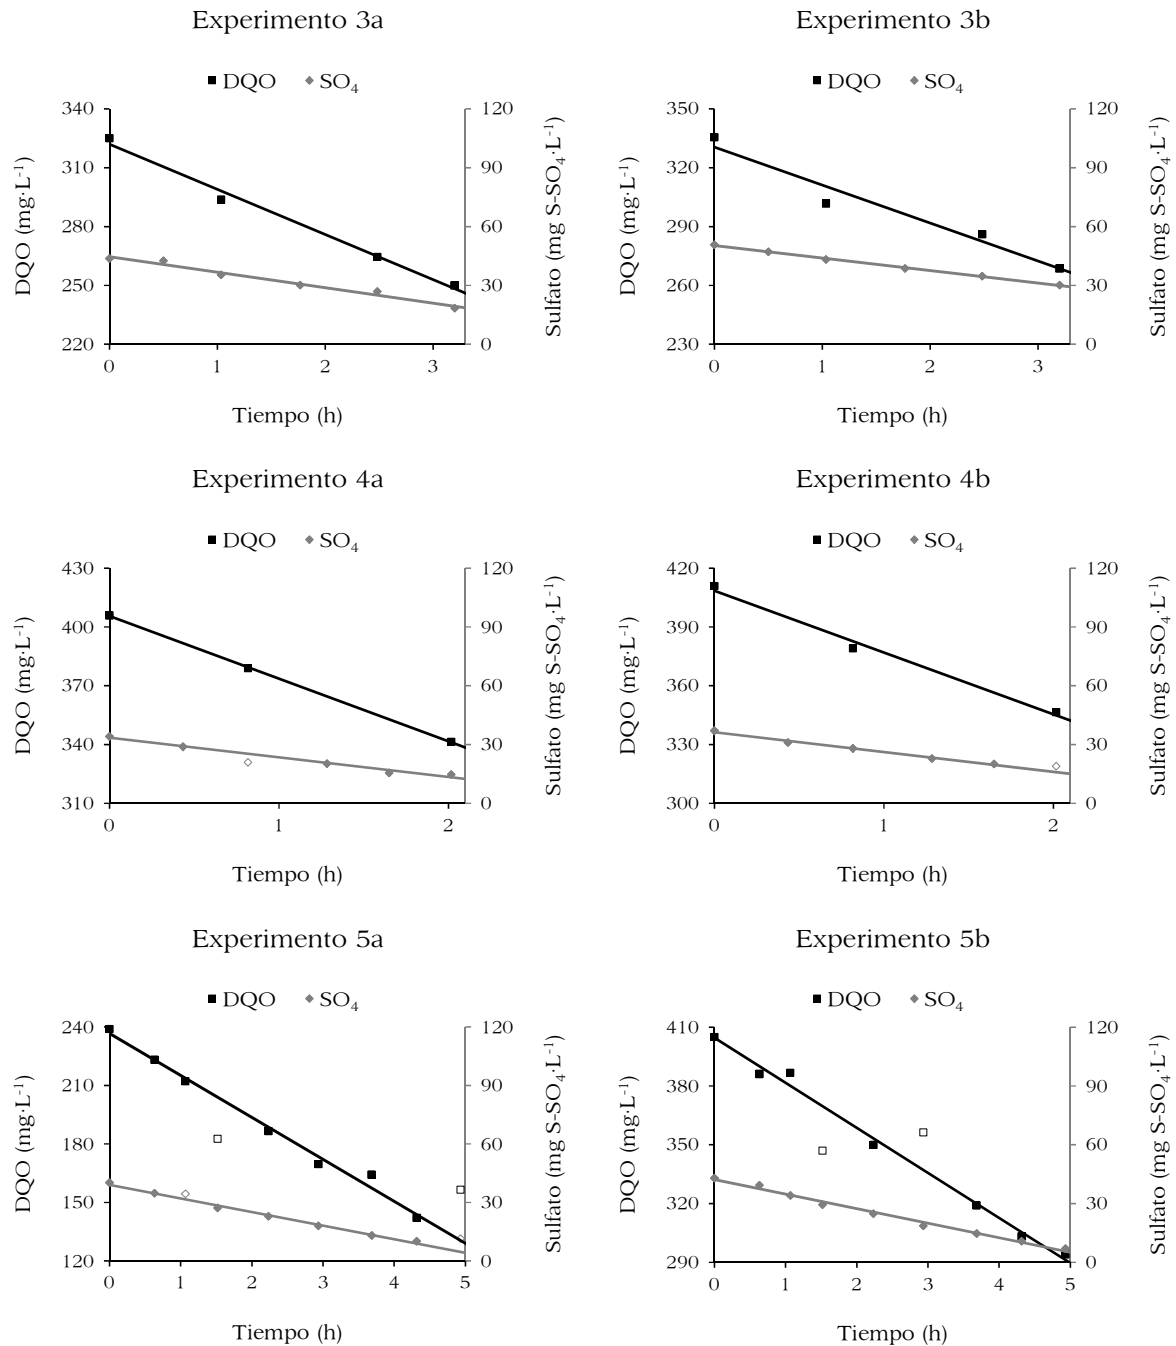 Experimento 3a
■ DQO ◆ SO₄
DQO (mg·L⁻¹)
340
310
280
250
220
120
90
60
30
0
Sulfato (mg S-SO₄·L⁻¹)
0 1 2 3
Tiempo (h)
Experimento 3b
■ DQO ◆ SO₄
DQO (mg·L⁻¹)
350
320
290
260
230
120
90
60
30
0
Sulfato (mg S-SO₄·L⁻¹)
0 1 2 3
Tiempo (h)
Experimento 4a
■ DQO ◆ SO₄
DQO (mg·L⁻¹)
430
400
370
340
310
120
90
60
30
0
Sulfato (mg S-SO₄·L⁻¹)
0 1 2
Tiempo (h)
Experimento 4b
■ DQO ◆ SO₄
DQO (mg·L⁻¹)
420
390
360
330
300
120
90
60
30
0
Sulfato (mg S-SO₄·L⁻¹)
0 1 2
Tiempo (h)
Experimento 5a
■ DQO ◆ SO₄
DQO (mg·L⁻¹)
240
210
180
150
120
120
90
60
30
0
Sulfato (mg S-SO₄·L⁻¹)
0 1 2 3 4 5
Tiempo (h)
Experimento 5b
■ DQO ◆ SO₄
DQO (mg·L⁻¹)
410
380
350
320
290
120
90
60
30
0
Sulfato (mg S-SO₄·L⁻¹)
0 1 2 3 4 5
Tiempo (h)